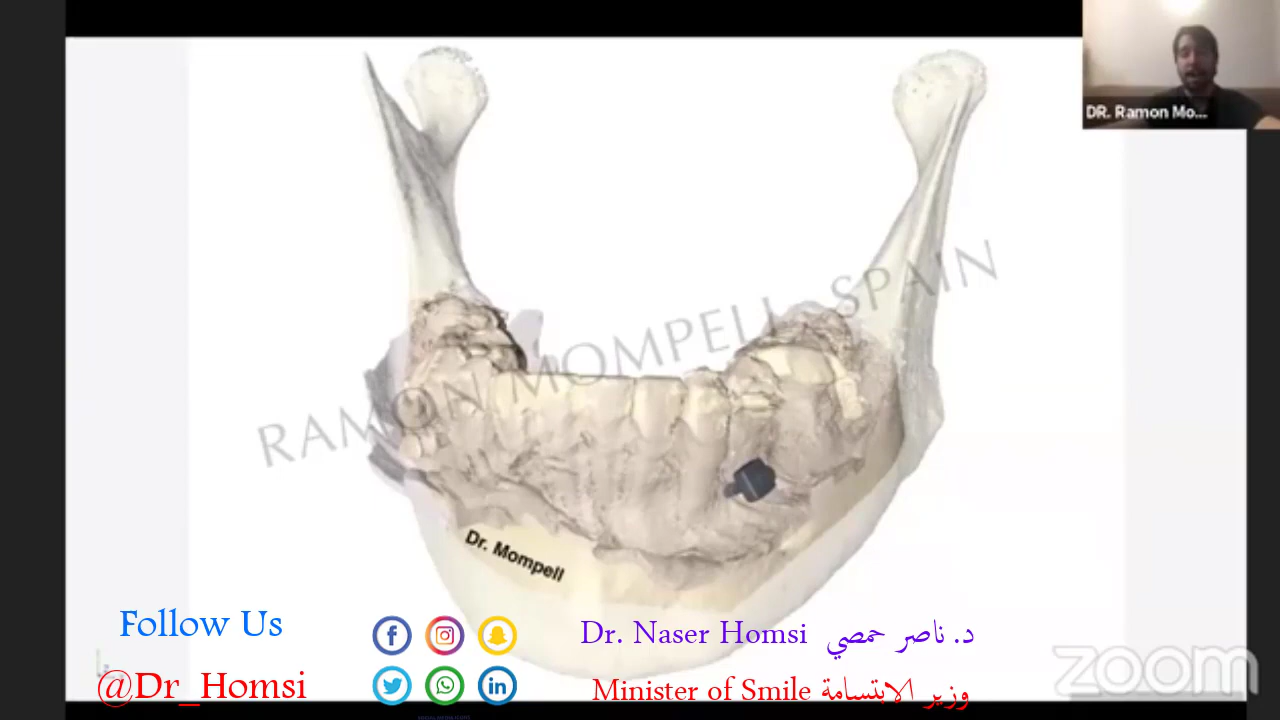 DR. Ramon Mo...
RAMON MOMPELL SPAIN
Dr. Mompell
Follow Us
@Dr_Homsi
Dr. Naser Homsi د. ناصر حمصي
Minister of Smile وزير الابتسامة
zoom